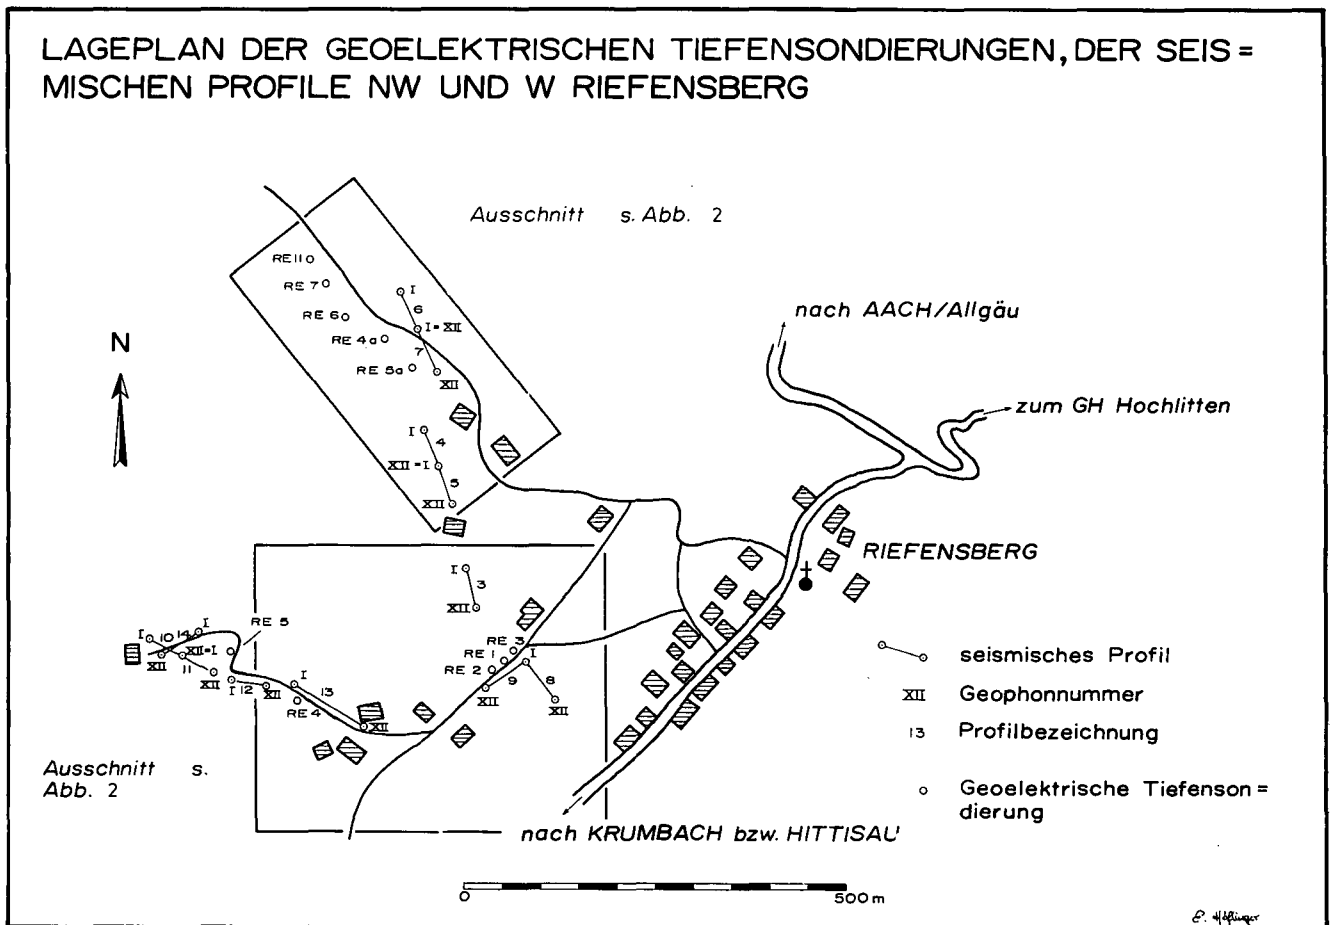 LAGEPLAN DER GEOELEKTRISCHEN TIEFENSONDIERUNGEN, DER SEIS=
MISCHEN PROFILE NW UND W RIEFENSBERG
Ausschnitt s. Abb. 2
RE11
RE 7
I
6
RE 6
I=XII
RE 4a
7
RE 5a
XII
nach AACH/Allgäu
N
zum GH Hochlitten
I
4
XII=I
5
XII
RIEFENSBERG
I
3
XII
I
10
14
I
RE 5
XII=I
XII
11
XII
I
12
XII
I
13
RE 4
XII
RE 3
RE 1
I
RE 2
9
8
XII
XII
seismisches Profil
XII Geophonnummer
13 Profilbezeichnung
Geoelektrische Tiefenson=
dierung
Ausschnitt s.
Abb. 2
nach KRUMBACH bzw. HITTISAU
0
500m